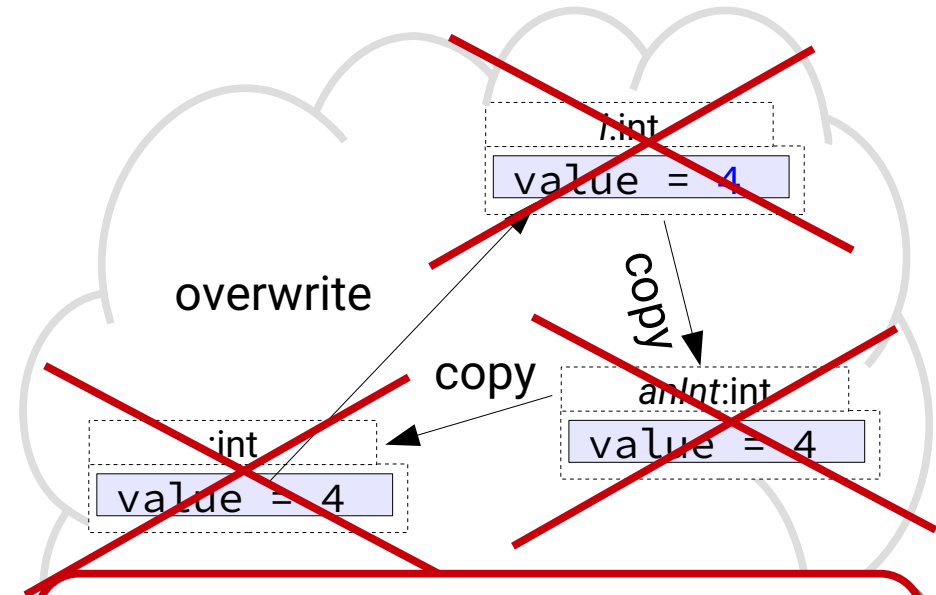 i:int
value = 4
overwrite
copy
copy
anInt:int
value = 4
:int
value = 4